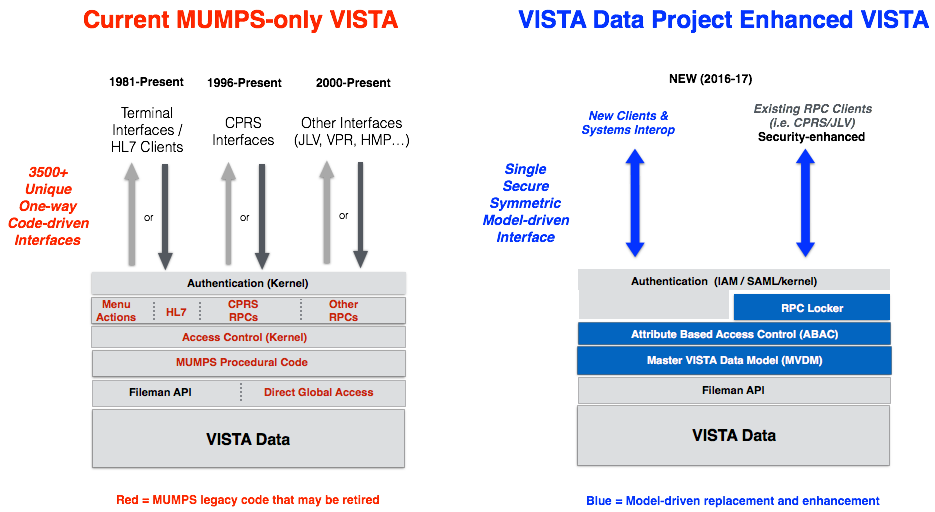 Current MUMPS-only VISTA
1981-Present
1996-Present
2000-Present
Terminal
Interfaces /
HL7 Clients
CPRS
Interfaces
Other Interfaces
(JLV, VPR, HMP…)
3500+
Unique
One-way
Code-driven
Interfaces
or
or
or
Authentication (Kernel)
Menu
Actions
HL7
CPRS
RPCs
Other
RPCs
Access Control (Kernel)
MUMPS Procedural Code
Fileman API
Direct Global Access
VISTA Data
Red = MUMPS legacy code that may be retired
VISTA Data Project Enhanced VISTA
NEW (2016-17)
New Clients &
Systems Interop
Existing RPC Clients
(i.e. CPRS/JLV)
Security-enhanced
Single
Secure
Symmetric
Model-driven
Interface
Authentication (IAM / SAML/kernel)
RPC Locker
Attribute Based Access Control (ABAC)
Master VISTA Data Model (MVDM)
Fileman API
VISTA Data
Blue = Model-driven replacement and enhancement